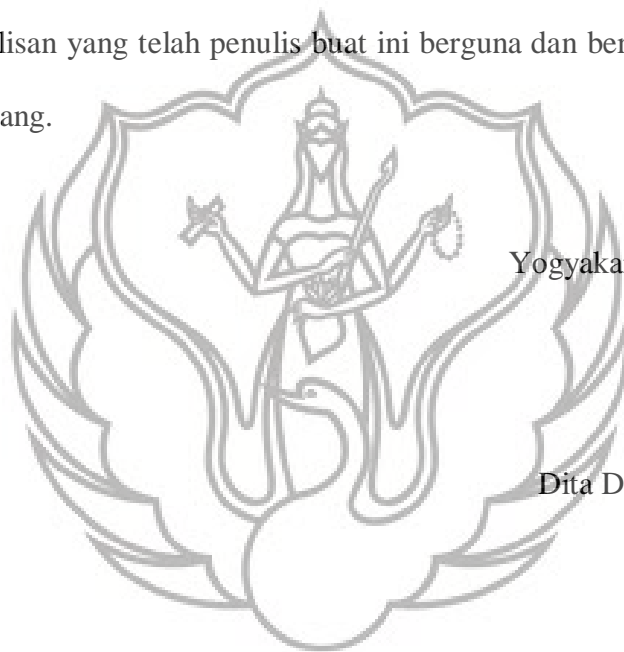 lisan yang telah penulis buat ini berguna dan ber
ang.
Yogyaka
Dita D